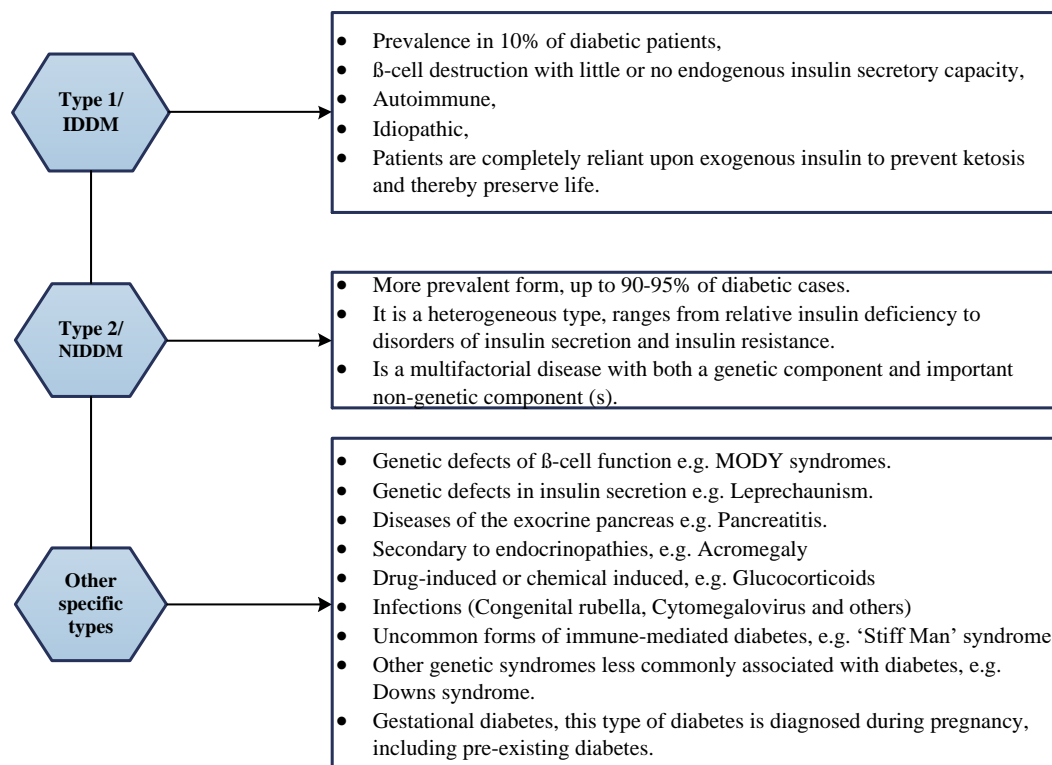 Type 1/
IDDM
• Prevalence in 10% of diabetic patients,
• ß-cell destruction with little or no endogenous insulin secretory capacity,
• Autoimmune,
• Idiopathic,
• Patients are completely reliant upon exogenous insulin to prevent ketosis
and thereby preserve life.
Type 2/
NIDDM
• More prevalent form, up to 90-95% of diabetic cases.
• It is a heterogeneous type, ranges from relative insulin deficiency to
disorders of insulin secretion and insulin resistance.
• Is a multifactorial disease with both a genetic component and important
non-genetic component (s).
Other
specific
types
• Genetic defects of ß-cell function e.g. MODY syndromes.
• Genetic defects in insulin secretion e.g. Leprechaunism.
• Diseases of the exocrine pancreas e.g. Pancreatitis.
• Secondary to endocrinopathies, e.g. Acromegaly
• Drug-induced or chemical induced, e.g. Glucocorticoids
• Infections (Congenital rubella, Cytomegalovirus and others)
• Uncommon forms of immune-mediated diabetes, e.g. ‘Stiff Man’ syndrome
• Other genetic syndromes less commonly associated with diabetes, e.g.
Downs syndrome.
• Gestational diabetes, this type of diabetes is diagnosed during pregnancy,
including pre-existing diabetes.